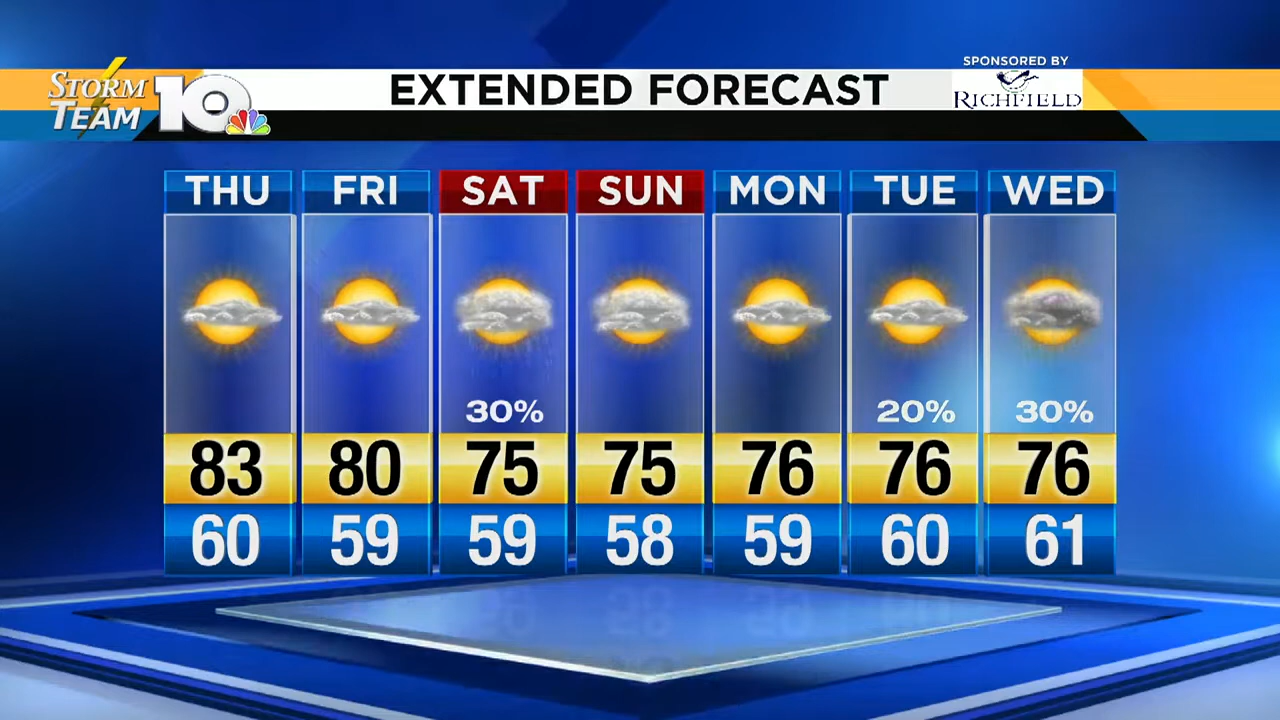 STORM
TEAM
10
EXTENDED FORECAST
SPONSORED BY
RICHFIELD
THU FRI SAT SUN MON TUE WED
30% 20% 30%
83 80 75 75 76 76 76
60 59 59 58 59 60 61